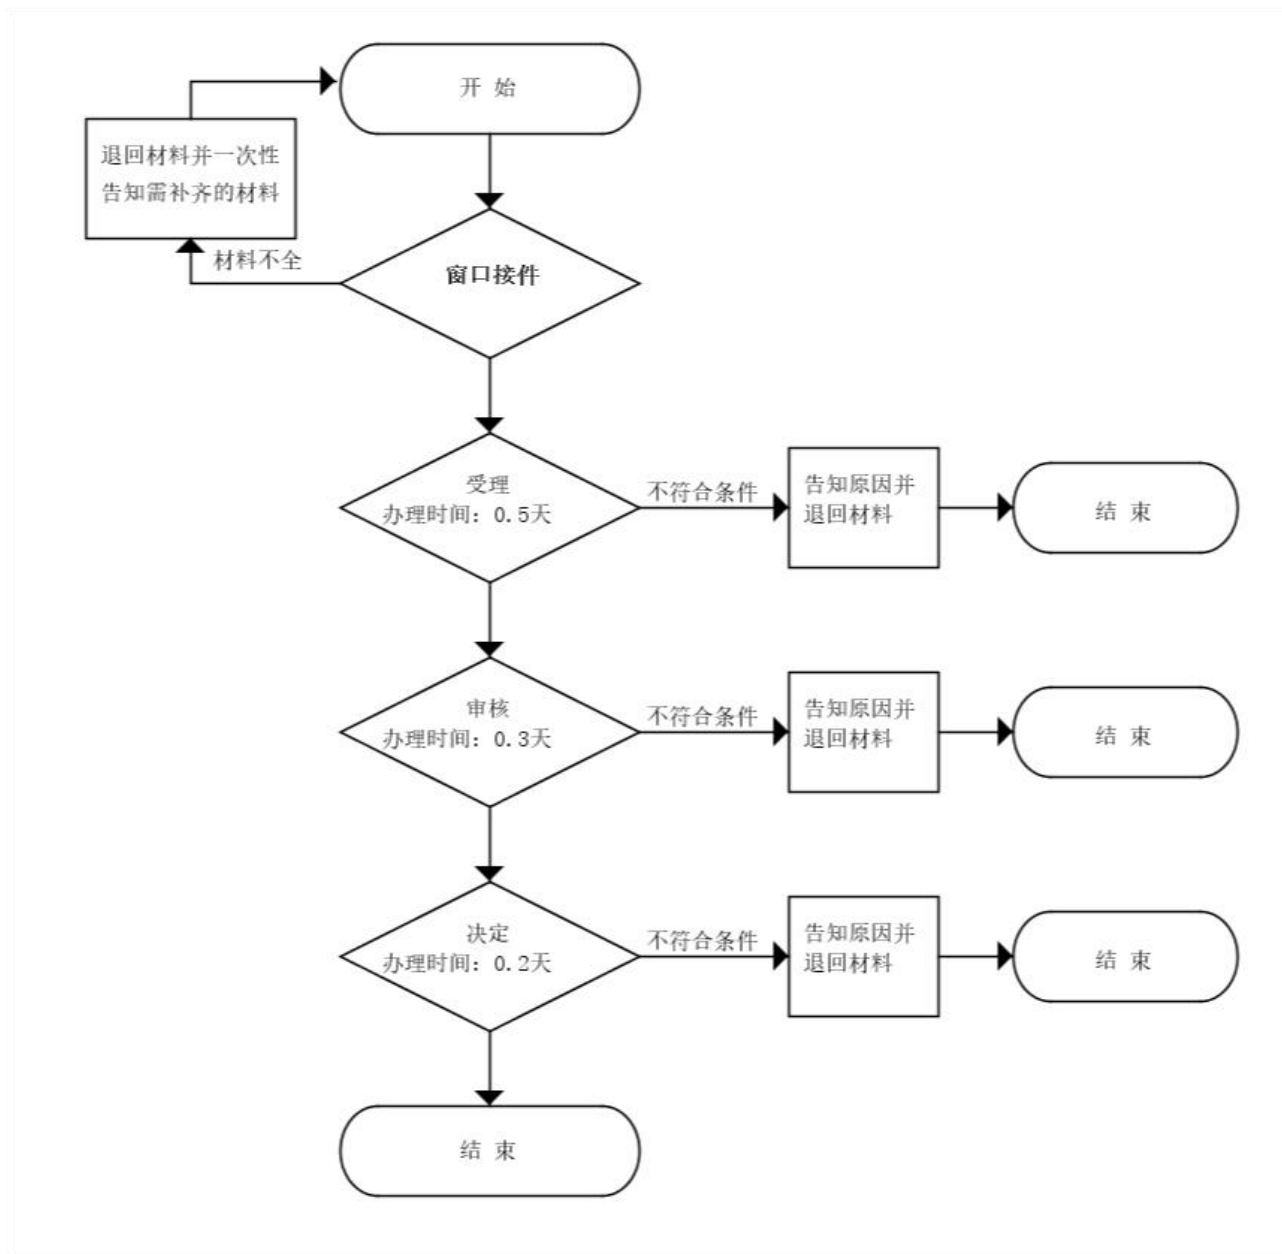 开 始
退回材料并一次性
告知需补齐的材料
材料不全
窗口接件
受理
办理时间：0.5天
不符合条件
告知原因并
退回材料
结 束
审核
办理时间：0.3天
不符合条件
告知原因并
退回材料
结 束
决定
办理时间：0.2天
不符合条件
告知原因并
退回材料
结 束
结 束